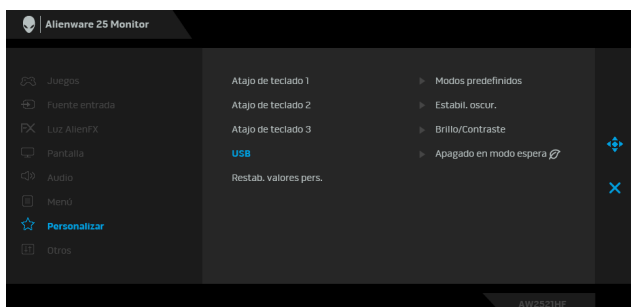 Alienware 25 Monitor
Juegos
Fuente entrada
FX Luz AlienFX
Pantalla
Audio
Menú
Personalizar
Otros
Atajo de teclado 1 Modos predefinidos
Atajo de teclado 2 Estabil. oscur.
Atajo de teclado 3 Brillo/Contraste
USB Apagado en modo espera
Restab. valores pers.
AW2521HF